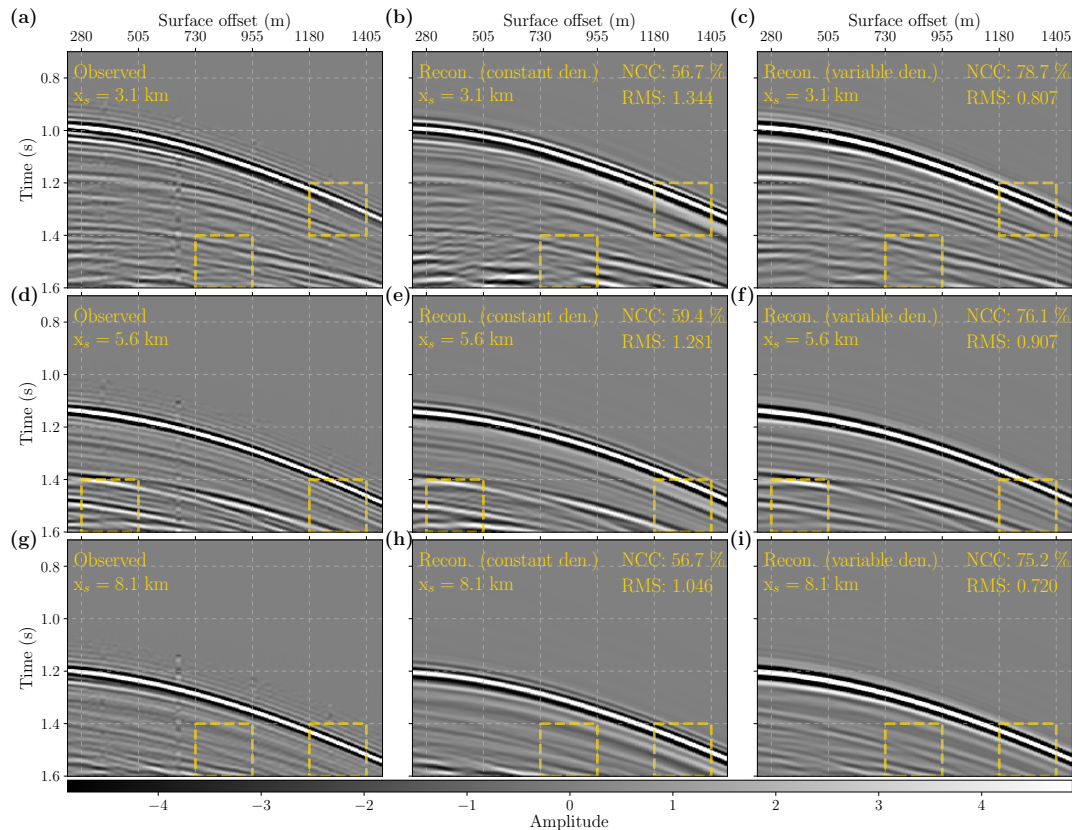 (a) Surface offset (m) (b) Surface offset (m) (c) Surface offset (m)
280 505 730 955 1180 1405 280 505 730 955 1180 1405 280 505 730 955 1180 1405
Observed
x_s = 3.1 km
Recon. (constant den.) NCC: 56.7 %
x_s = 3.1 km RMS: 1.344
Recon. (variable den.) NCC: 78.7 %
x_s = 3.1 km RMS: 0.807
Time (s)
0.8
1.0
1.2
1.4
1.6
(d) (e) (f)
Observed
x_s = 5.6 km
Recon. (constant den.) NCC: 59.4 %
x_s = 5.6 km RMS: 1.281
Recon. (variable den.) NCC: 76.1 %
x_s = 5.6 km RMS: 0.907
Time (s)
0.8
1.0
1.2
1.4
1.6
(g) (h) (i)
Observed
x_s = 8.1 km
Recon. (constant den.) NCC: 56.7 %
x_s = 8.1 km RMS: 1.046
Recon. (variable den.) NCC: 75.2 %
x_s = 8.1 km RMS: 0.720
Time (s)
0.8
1.0
1.2
1.4
1.6
−4 −3 −2 −1 0 1 2 3 4
Amplitude